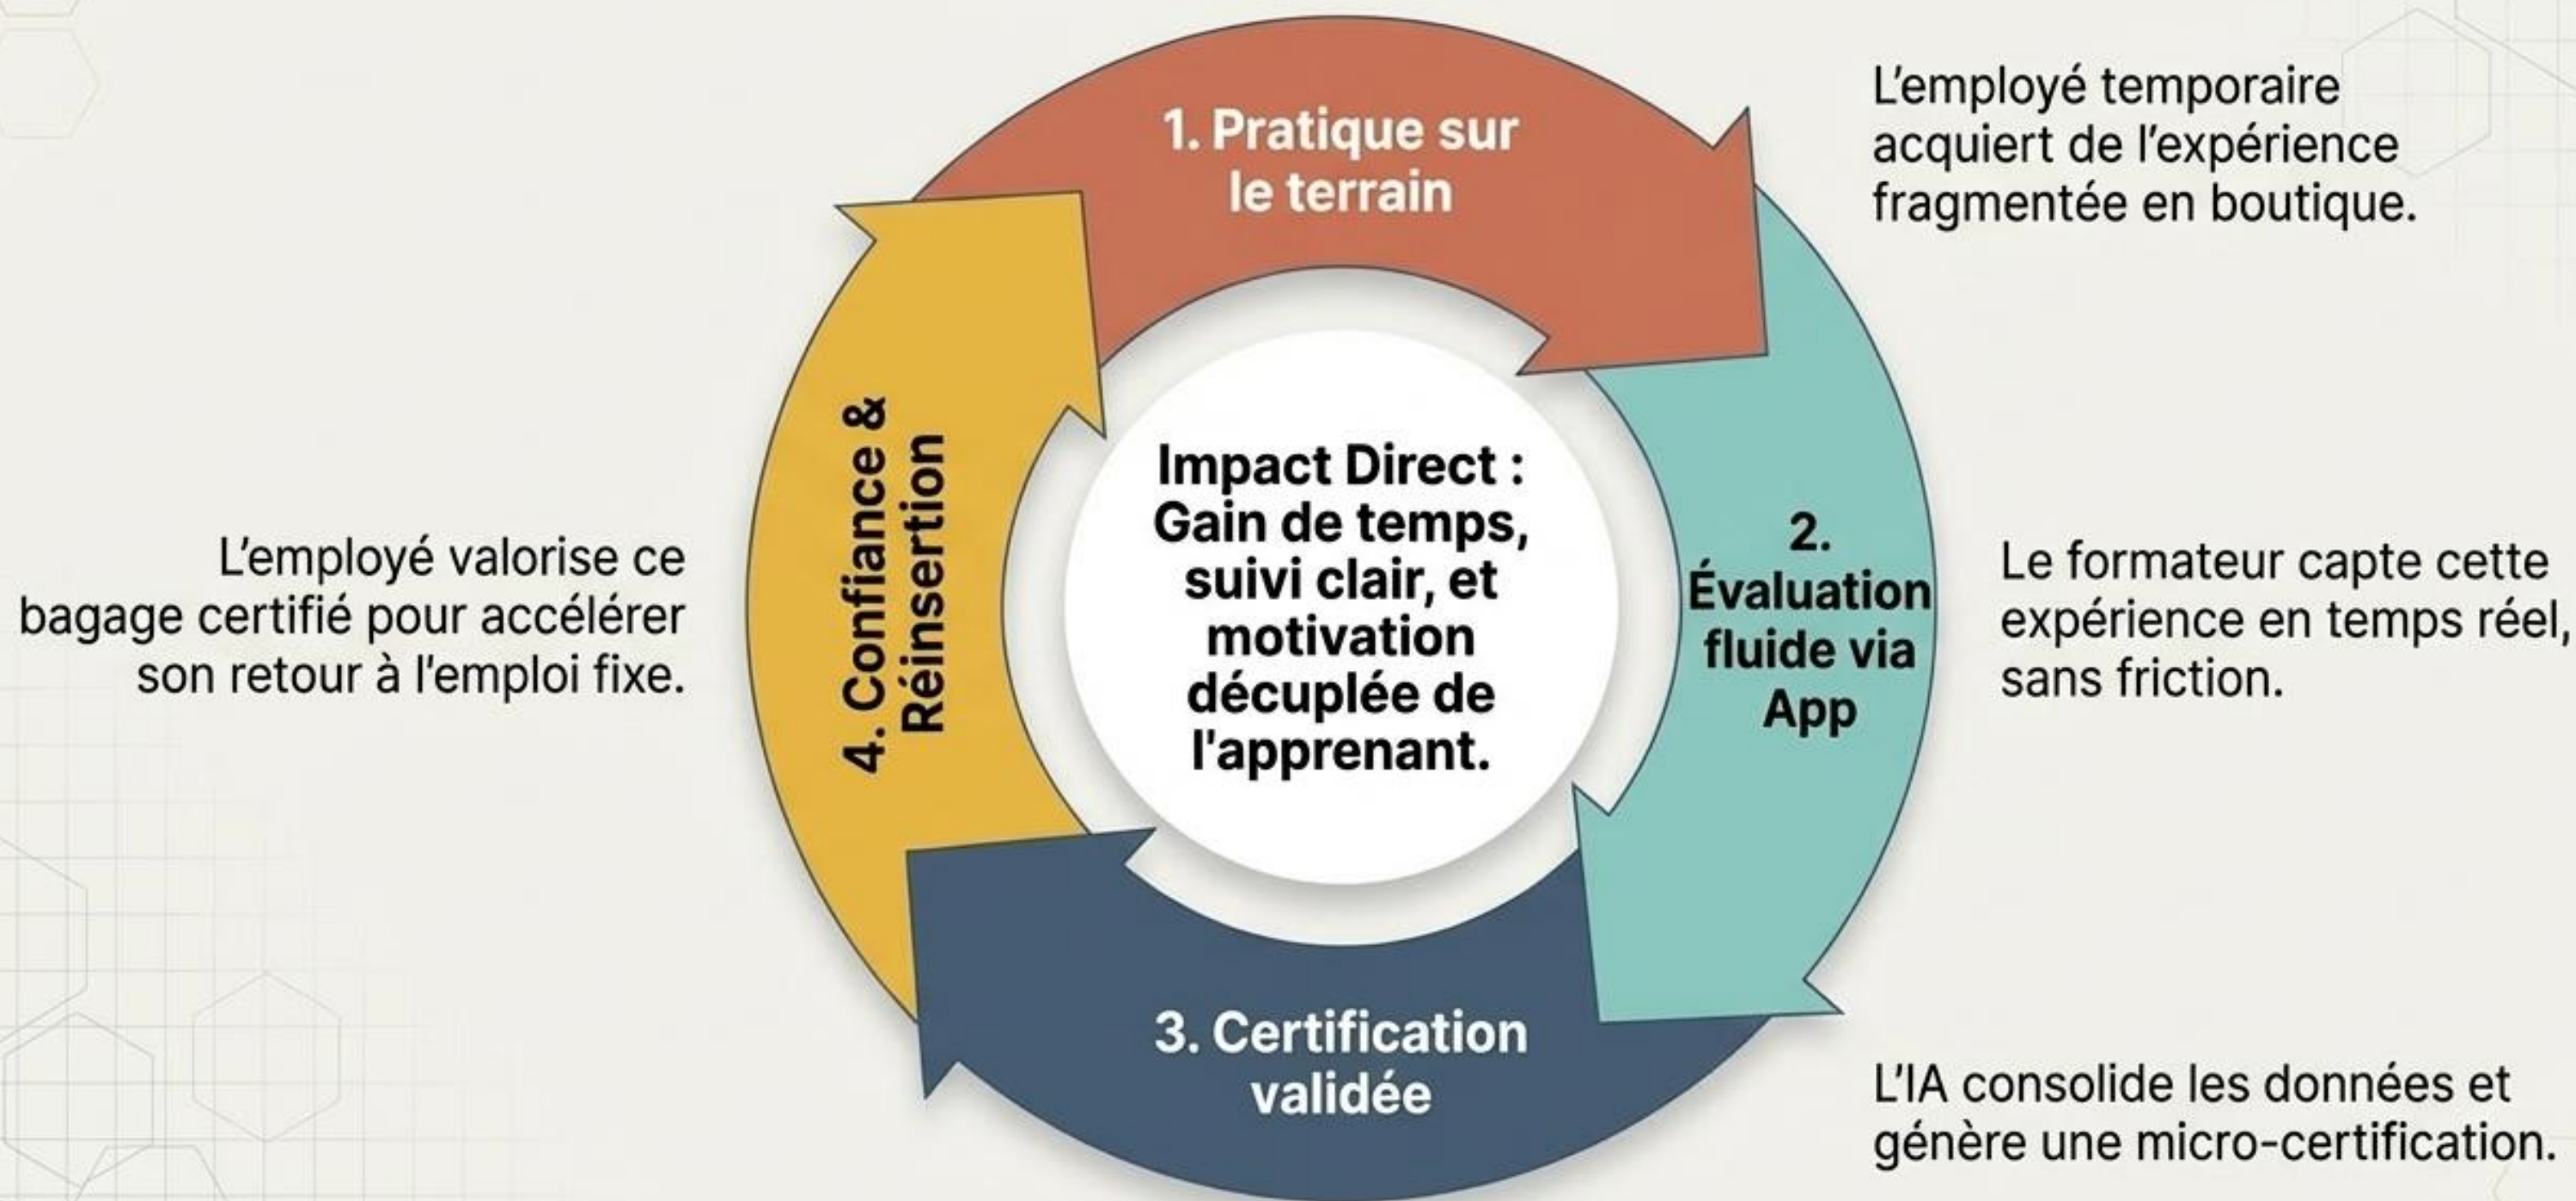 1. Pratique sur
le terrain
L'employé temporaire
acquiert de l'expérience
fragmentée en boutique.
2.
Évaluation
fluide via
App
Le formateur capte cette
expérience en temps réel,
sans friction.
3. Certification
validée
L'IA consolide les données et
génère une micro-certification.
4. Confiance &
Réinsertion
L'employé valorise ce
bagage certifié pour accélérer
son retour à l'emploi fixe.
Impact Direct :
Gain de temps,
suivi clair, et
motivation
décuplée de
l'apprenant.